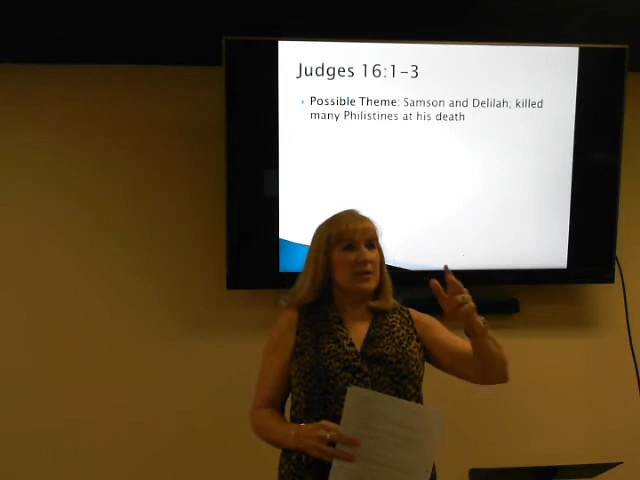 Judges 16:1-3
Possible Theme: Samson and Delilah; killed
many Philistines at his death